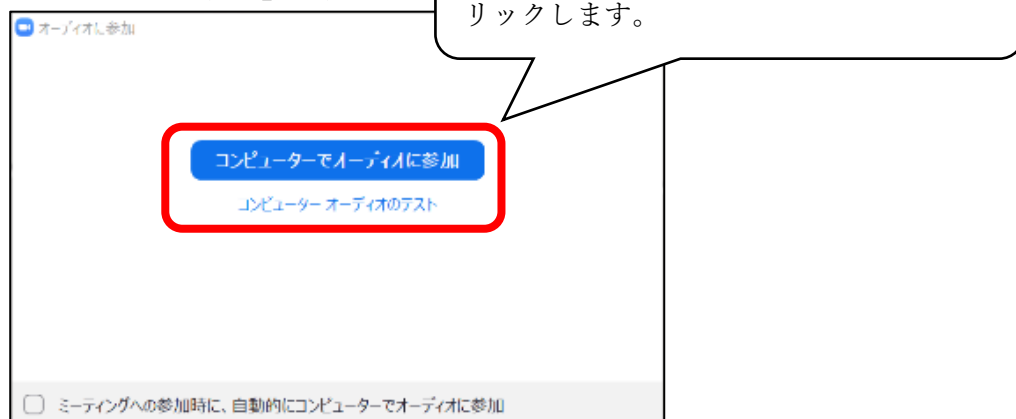 リックします。
オーディオに参加
コンピューターでオーディオに参加
コンピューター オーディオのテスト
ミーティングへの参加時に、自動的にコンピューターでオーディオに参加